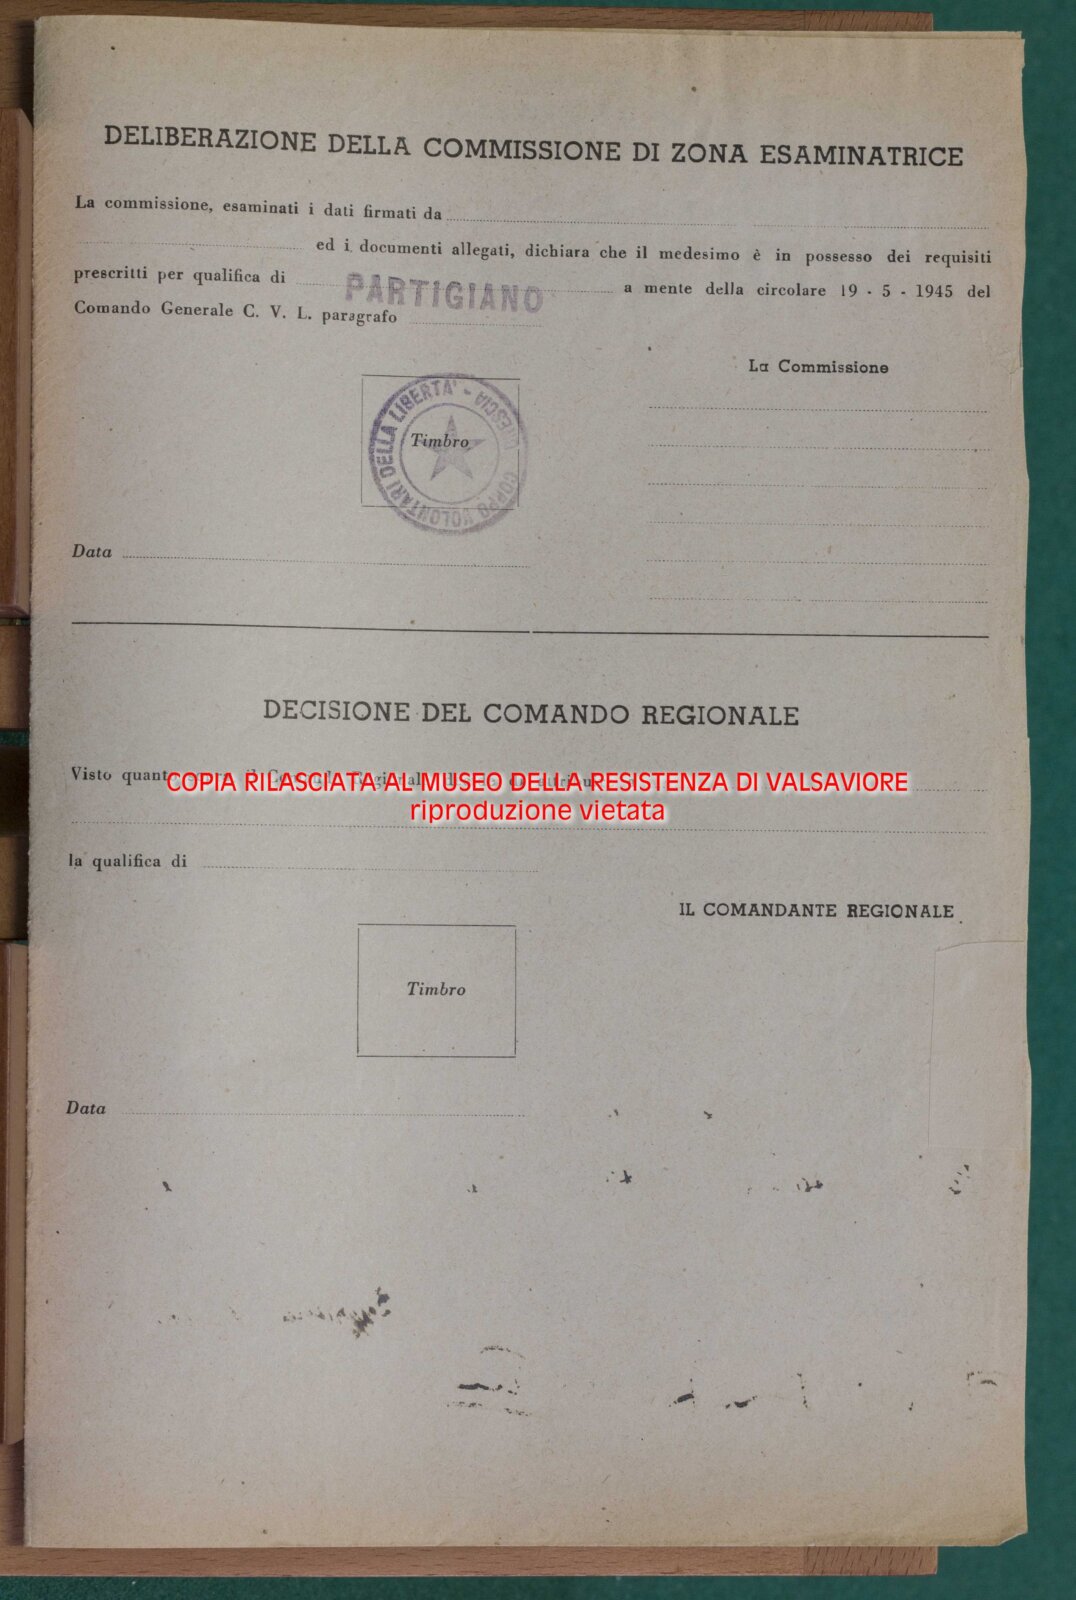 DELIBERAZIONE DELLA COMMISSIONE DI ZONA ESAMINATRICE
La commissione, esaminati i dati firmati da
ed i documenti allegati, dichiara che il medesimo è in possesso dei requisiti
prescritti per qualifica di PARTIGIANO a mente della circolare 19 - 5 - 1945 del
Comando Generale C. V. L. paragrafo
La Commissione
CORPO VOLONTARI DELLA LIBERTA' - BRESCIA
Timbro
Data
DECISIONE DEL COMANDO REGIONALE
Visto quanto
COPIA RILASCIATA AL MUSEO DELLA RESISTENZA DI VALSAVIORE
riproduzione vietata
la qualifica di
IL COMANDANTE REGIONALE
Timbro
Data